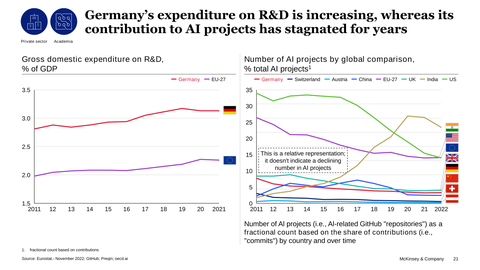 Germany's expenditure on R&D is increasing, whereas its
contribution to AI projects has stagnated for years
Private sector
Academia
Gross domestic expenditure on R&D,
% of GDP
Germany
EU-27
3.5
3.0
2.5
2.0
1.5
2011 12 13 14 15 16 17 18 19 20 2021
Number of AI projects by global comparison,
% total AI projects1
Germany
Switzerland
Austria
China
EU-27
UK
India
US
35
30
25
20
15
10
5
0
This is a relative representation;
it doesn't indicate a declining
number in AI projects
2011 12 13 14 15 16 17 18 19 20 21 2022
Number of AI projects (i.e., AI-related GitHub "repositories") as a
fractional count based on the share of contributions (i.e.,
"commits") by country and over time
1. fractional count based on contributions
Source: Eurostat - November 2022; GitHub; Preqin; oecd.ai
McKinsey & Company 21